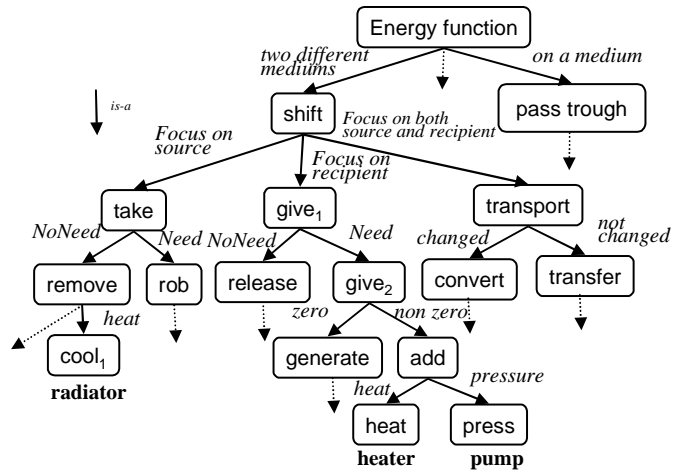 Energy function
two different
mediums
on a medium
shift
pass trough
is-a
Focus on
source
Focus on both
source and recipient
Focus on
recipient
take
give1
transport
NoNeed
Need
NoNeed
Need
changed
not
changed
remove
rob
release
give2
convert
transfer
heat
zero
non zero
cool1
generate
add
radiator
heat
pressure
heat
press
heater
pump